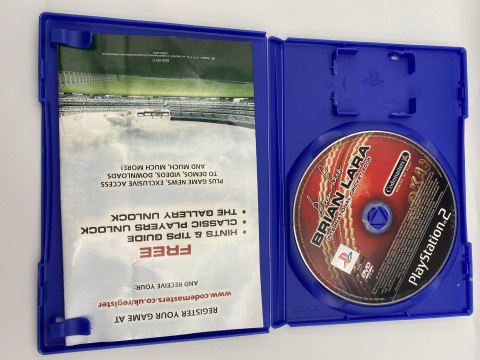 REGISTER YOUR GAME AT
www.codemasters.co.uk/register
AND RECEIVE YOUR:
FREE
• HINTS & TIPS GUIDE
• CLASSIC PLAYERS UNLOCK
• THE GALLERY UNLOCK
PLUS GAME NEWS, EXCLUSIVE ACCESS
TO DEMOS, VIDEOS, DOWNLOADS
AND MUCH, MUCH MORE!
BRIAN LARA
Codemasters
DVD
PlayStation 2